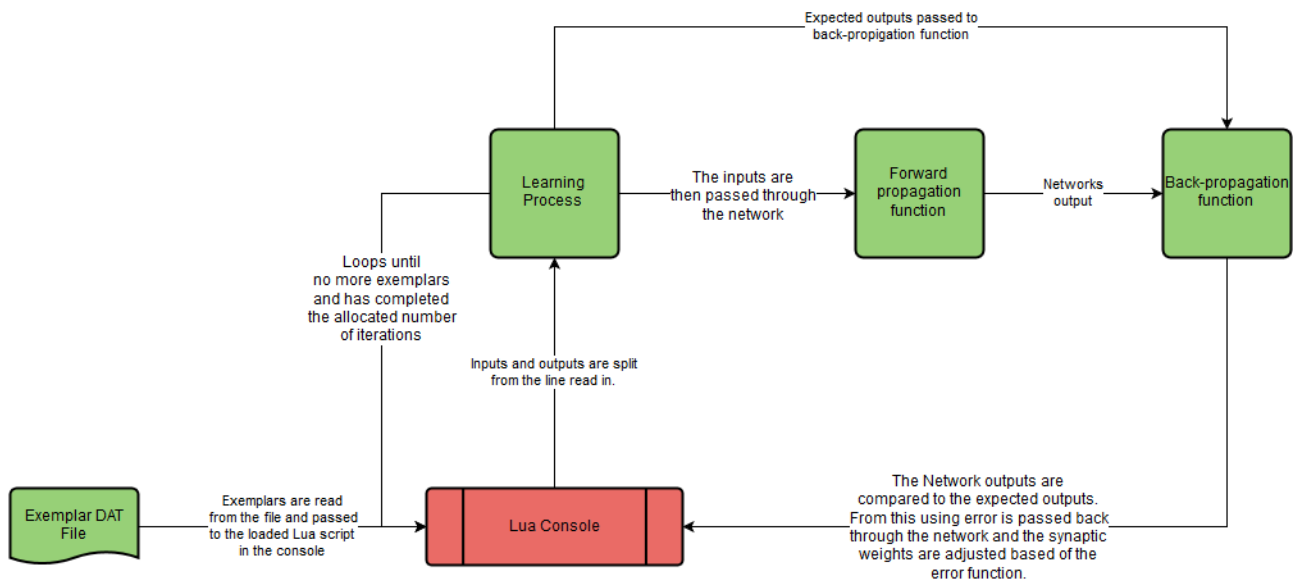 Expected outputs passed to
back-propigation function
Learning
Process
The inputs are
then passed through
the network
Forward
propagation
function
Networks
output
Back-propagation
function
Loops until
no more exemplars
and has completed
the allocated number
of iterations
Inputs and outputs are split
from the line read in.
Exemplar DAT
File
Exemplars are read
from the file and passed
to the loaded Lua script
in the console
Lua Console
The Network outputs are
compared to the expected outputs.
From this using error is passed back
through the network and the synaptic
weights are adjusted based of the
error function.